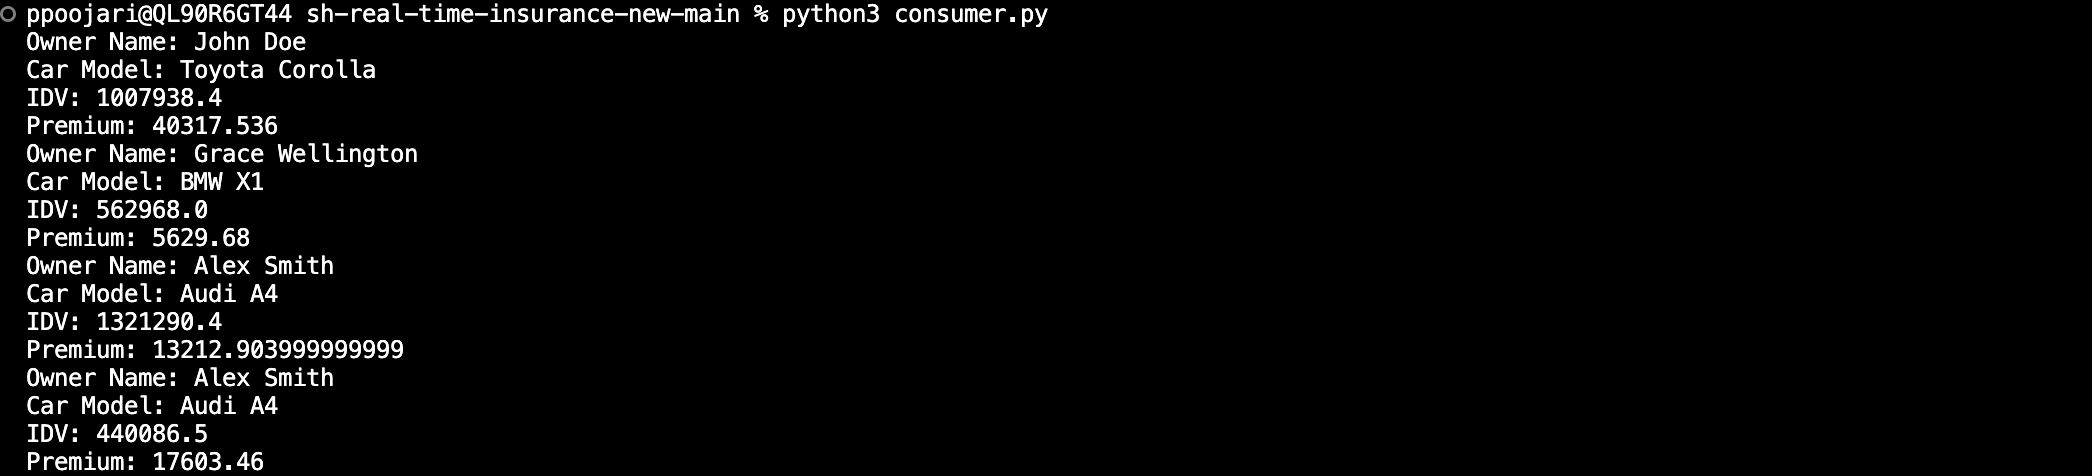 ppoojari@QL90R6GT44 sh-real-time-insurance-new-main % python3 consumer.py
Owner Name: John Doe
Car Model: Toyota Corolla
IDV: 1007938.4
Premium: 40317.536
Owner Name: Grace Wellington
Car Model: BMW X1
IDV: 562968.0
Premium: 5629.68
Owner Name: Alex Smith
Car Model: Audi A4
IDV: 1321290.4
Premium: 13212.903999999999
Owner Name: Alex Smith
Car Model: Audi A4
IDV: 440086.5
Premium: 17603.46